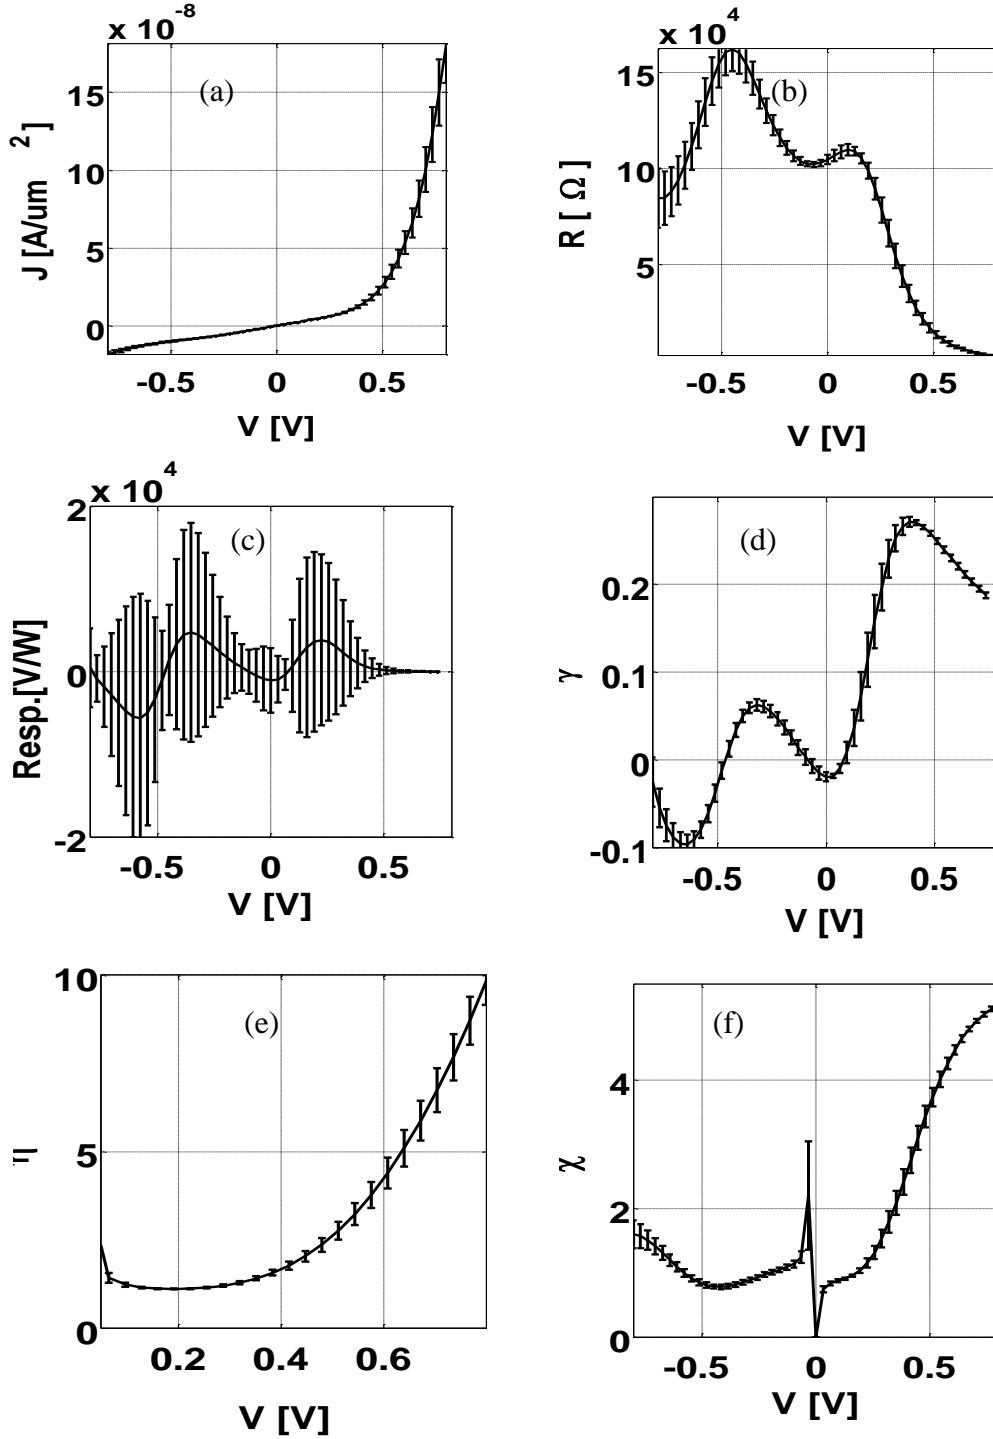 x 10^-8
(a)
15
10
5
0
J [A/um 2]
-0.5 0 0.5
V [V]
x 10^4
(b)
15
10
5
R [ Ω ]
-0.5 0 0.5
V [V]
x 10^4
2
(c)
0
-2
Resp.[V/W]
-0.5 0 0.5
V [V]
(d)
0.2
0.1
0
-0.1
γ
-0.5 0 0.5
V [V]
10
(e)
5
0
0.2 0.4 0.6
V [V]
(f)
4
2
0
χ
-0.5 0 0.5
V [V]